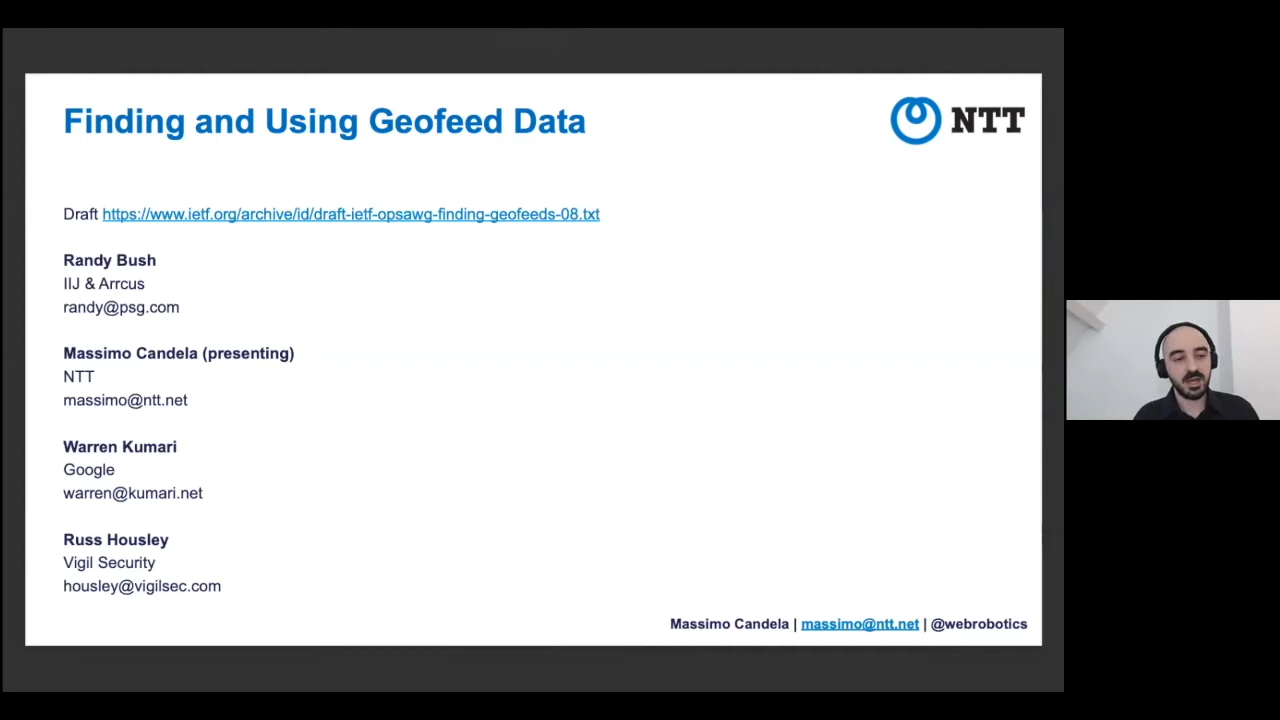 Finding and Using Geofeed Data
NTT
Draft https://www.ietf.org/archive/id/draft-ietf-opsawg-finding-geofeeds-08.txt
Randy Bush
IIJ & Arrcus
randy@psg.com
Massimo Candela (presenting)
NTT
massimo@ntt.net
Warren Kumari
Google
warren@kumari.net
Russ Housley
Vigil Security
housley@vigilsec.com
Massimo Candela | massimo@ntt.net | @webrobotics